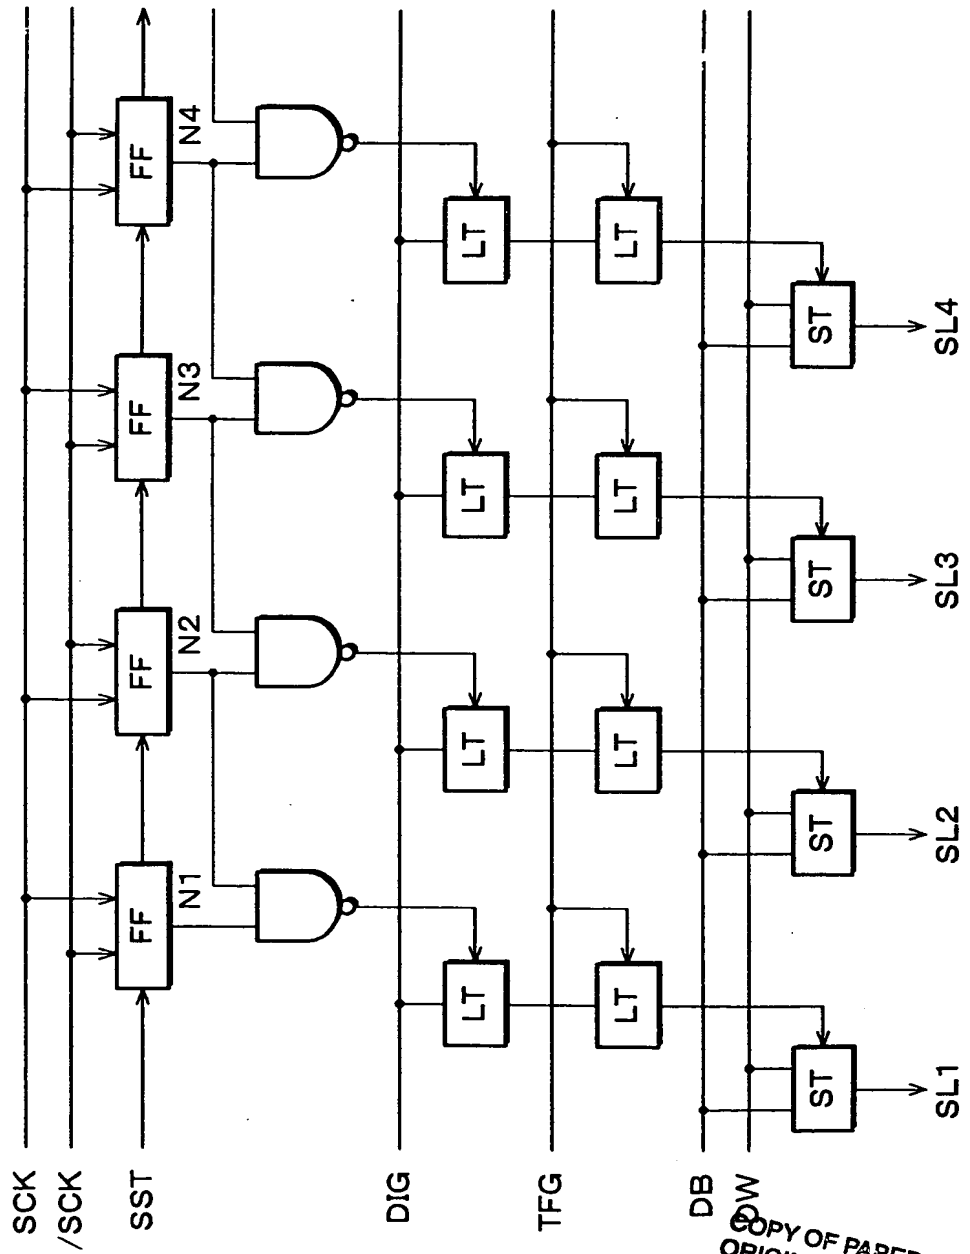 SCK
/SCK
SST
FF
FF
FF
FF
N1
N2
N3
N4
DIG
LT
LT
LT
LT
TFG
LT
LT
LT
LT
DB
ST
ST
ST
ST
SL1
SL2
SL3
SL4
COPY OF PAPER